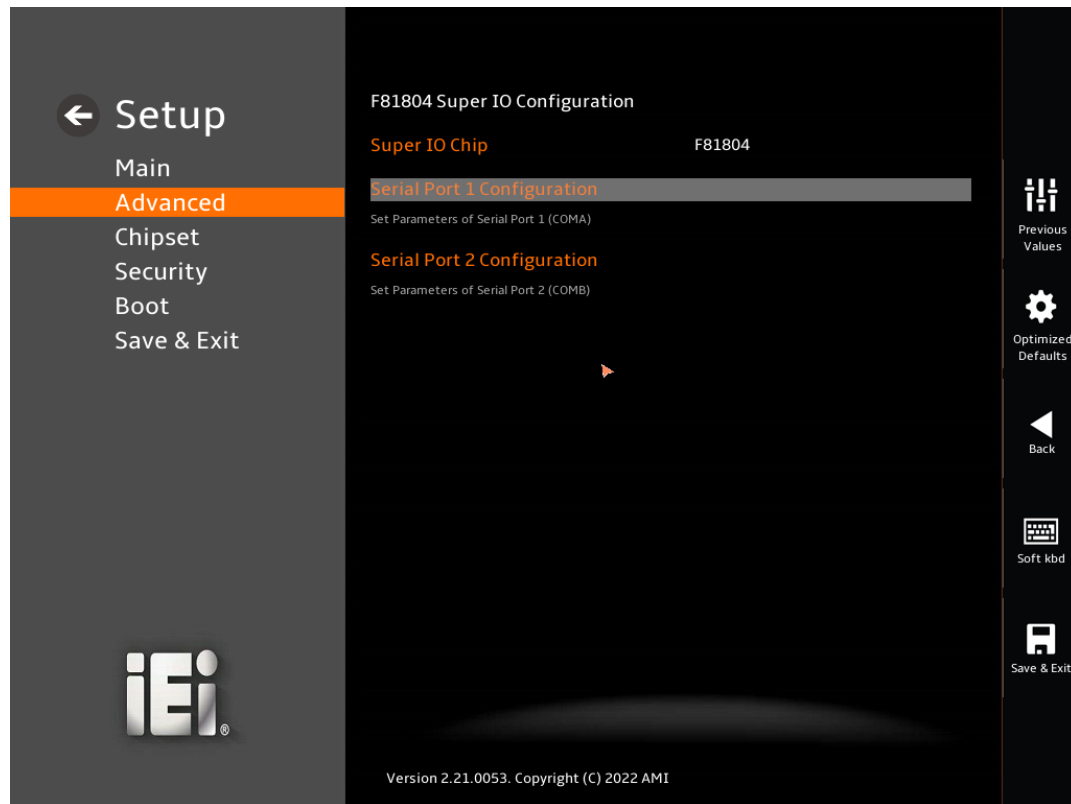 Setup
Main
Advanced
Chipset
Security
Boot
Save & Exit
F81804 Super IO Configuration
Super IO Chip F81804
Serial Port 1 Configuration
Set Parameters of Serial Port 1 (COMA)
Serial Port 2 Configuration
Set Parameters of Serial Port 2 (COMB)
Previous
Values
Optimized
Defaults
Back
Soft kbd
Save & Exit
iEi®
Version 2.21.0053. Copyright (C) 2022 AMI